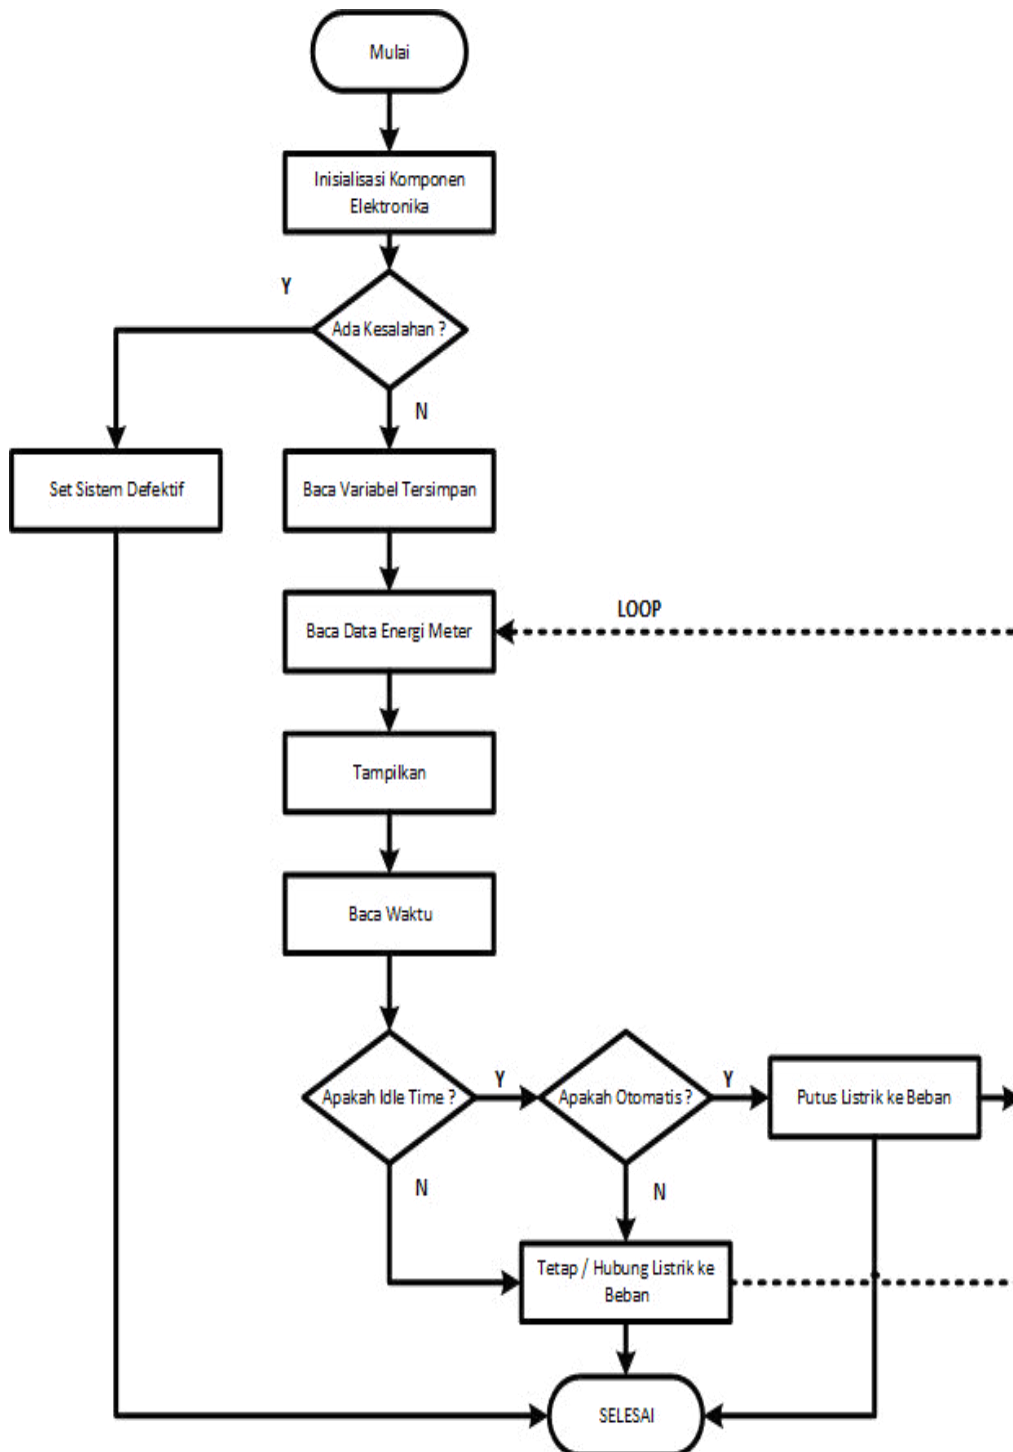 Mulai
Inisialisasi Komponen
Elektronika
Y
Ada Kesalahan ?
N
Set Sistem Defektif
Baca Variabel Tersimpan
LOOP
Baca Data Energi Meter
Tampilkan
Baca Waktu
Apakah Idle Time ?
Y
Apakah Otomatis ?
Y
Putus Listrik ke Beban
N
N
Tetap / Hubung Listrik ke
Beban
SELESAI